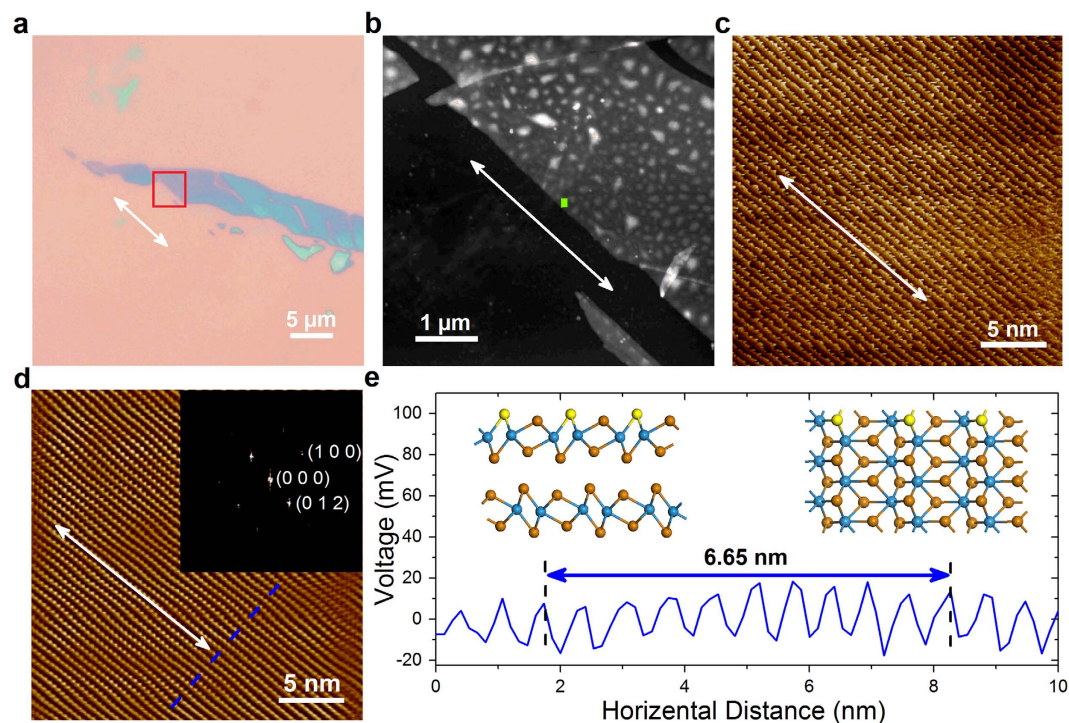 a
5 µm
b
1 µm
c
5 nm
d
(1 0 0)
(0 0 0)
(0 1 2)
5 nm
e
100
80
60
40
20
0
-20
Voltage (mV)
6.65 nm
0
2
4
6
8
10
Horizental Distance (nm)